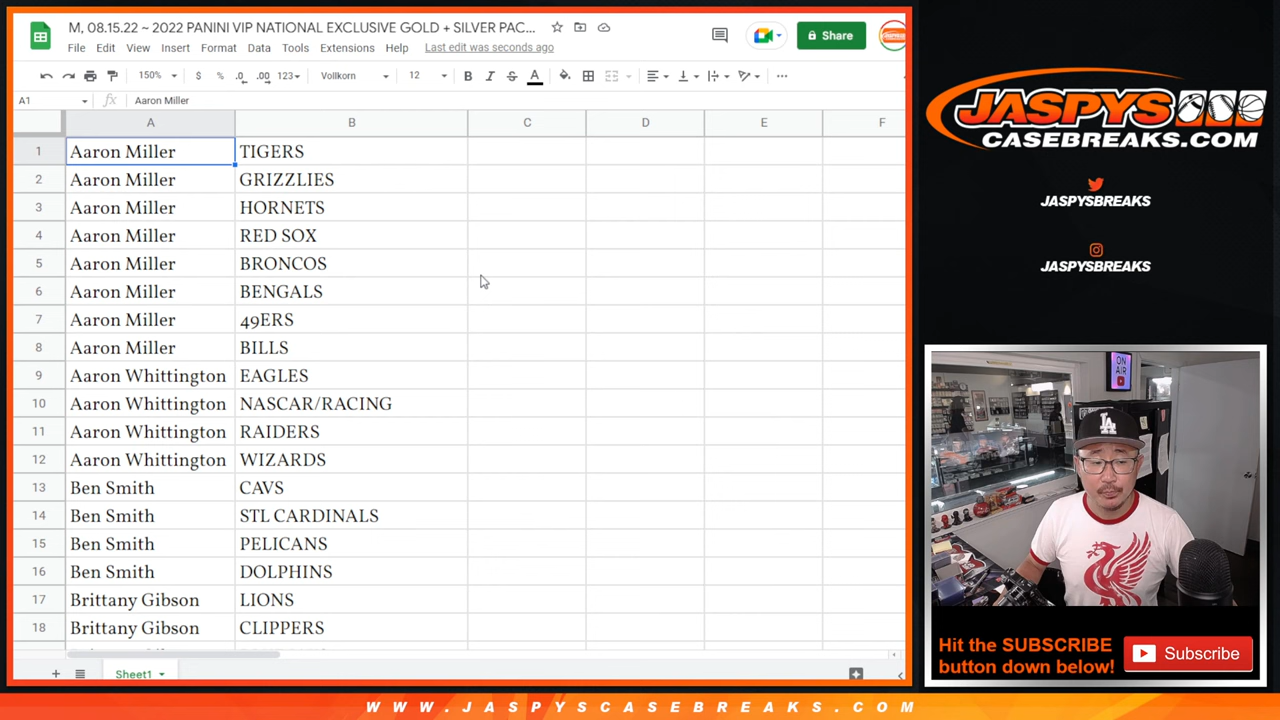 M, 08.15.22 ~ 2022 PANINI VIP NATIONAL EXCLUSIVE GOLD + SILVER PAC...
File Edit View Insert Format Data Tools Extensions Help Last edit was seconds ago
Share
150% $ % .0 .00 123 Vollkorn 12 B I S A
A1 fx Aaron Miller
A B C D E F
1 Aaron Miller TIGERS
2 Aaron Miller GRIZZLIES
3 Aaron Miller HORNETS
4 Aaron Miller RED SOX
5 Aaron Miller BRONCOS
6 Aaron Miller BENGALS
7 Aaron Miller 49ERS
8 Aaron Miller BILLS
9 Aaron Whittington EAGLES
10 Aaron Whittington NASCAR/RACING
11 Aaron Whittington RAIDERS
12 Aaron Whittington WIZARDS
13 Ben Smith CAVS
14 Ben Smith STL CARDINALS
15 Ben Smith PELICANS
16 Ben Smith DOLPHINS
17 Brittany Gibson LIONS
18 Brittany Gibson CLIPPERS
Sheet1
JASPYS
CASEBREAKS.COM
JASPYSBREAKS
JASPYSBREAKS
ON
AIR
LA
Hit the SUBSCRIBE
button down below!
Subscribe
WWW.JASPYSCASEBREAKS.COM